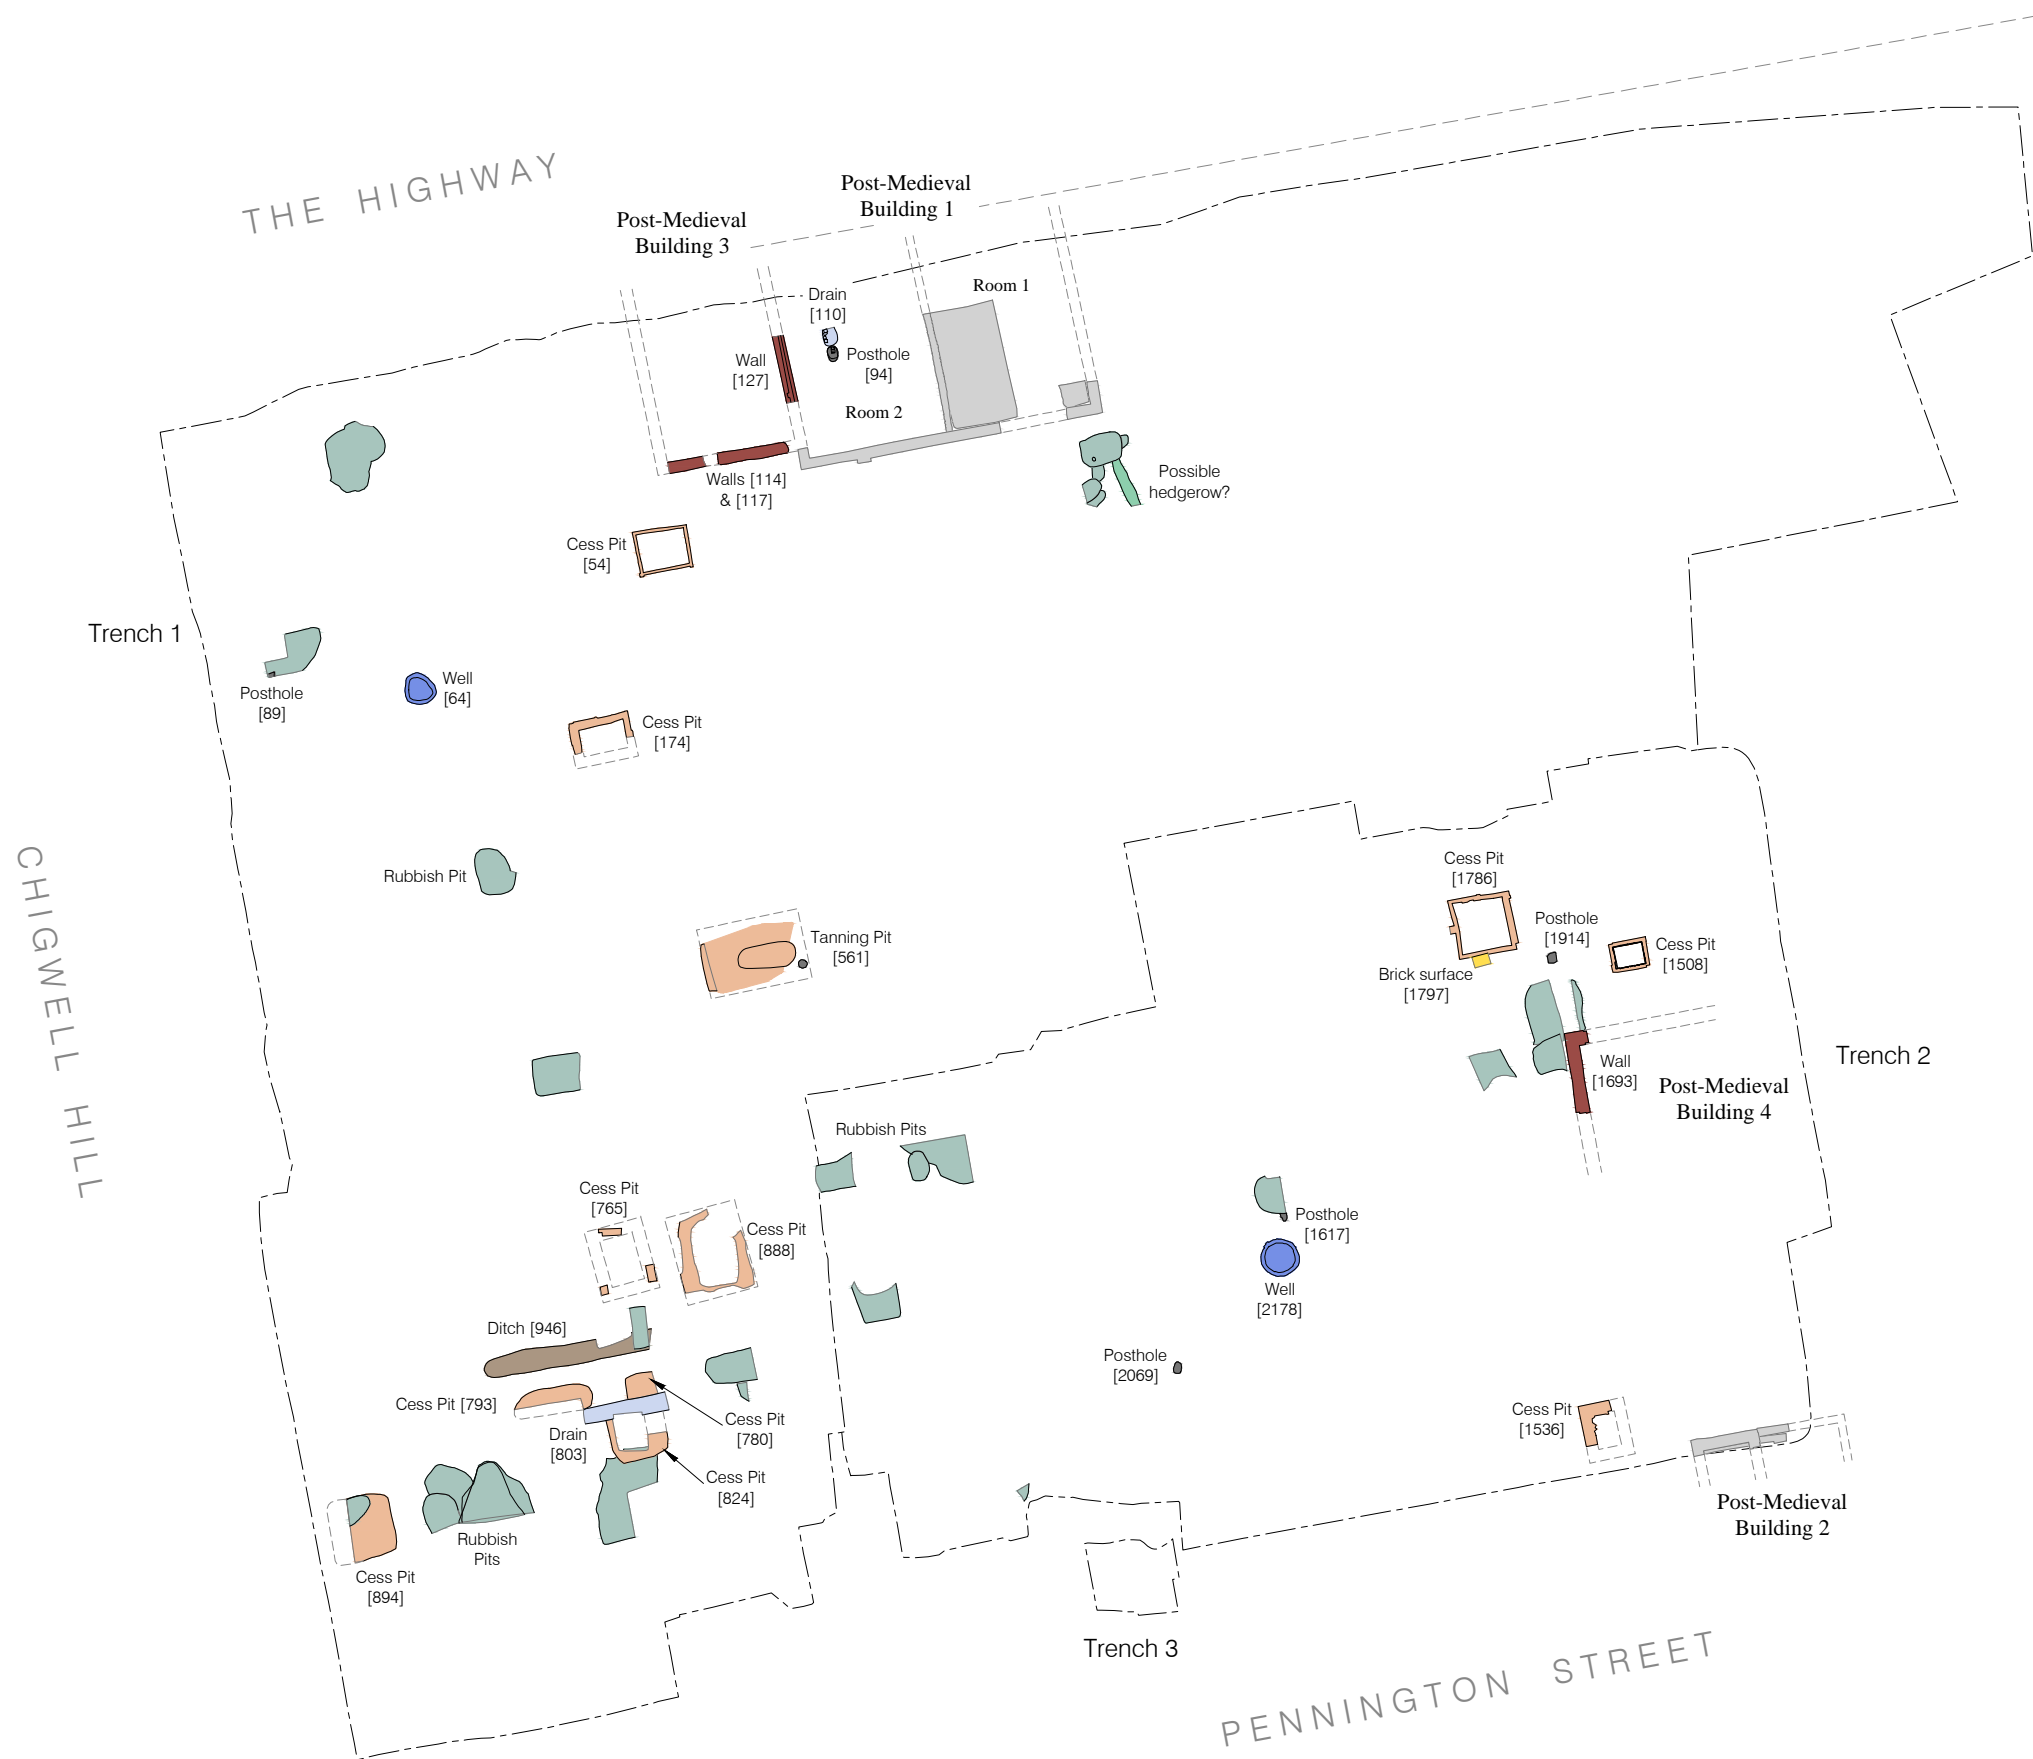 THE HIGHWAY
Post-Medieval
Building 1
Post-Medieval
Building 3
Room 1
Drain
[110]
Wall
[127]
Posthole
[94]
Room 2
Walls [114]
& [117]
Possible
hedgerow?
Cess Pit
[54]
Trench 1
Posthole
[89]
Well
[64]
Cess Pit
[174]
CHIGWELL HILL
Rubbish Pit
Tanning Pit
[561]
Cess Pit
[1786]
Posthole
[1914]
Cess Pit
[1508]
Brick surface
[1797]
Wall
[1693]
Trench 2
Post-Medieval
Building 4
Rubbish Pits
Cess Pit
[765]
Cess Pit
[888]
Posthole
[1617]
Well
[2178]
Ditch [946]
Posthole
[2069]
Cess Pit [793]
Cess Pit
[780]
Drain
[803]
Cess Pit
[824]
Cess Pit
[1536]
Rubbish
Pits
Cess Pit
[894]
Post-Medieval
Building 2
Trench 3
PENNINGTON STREET